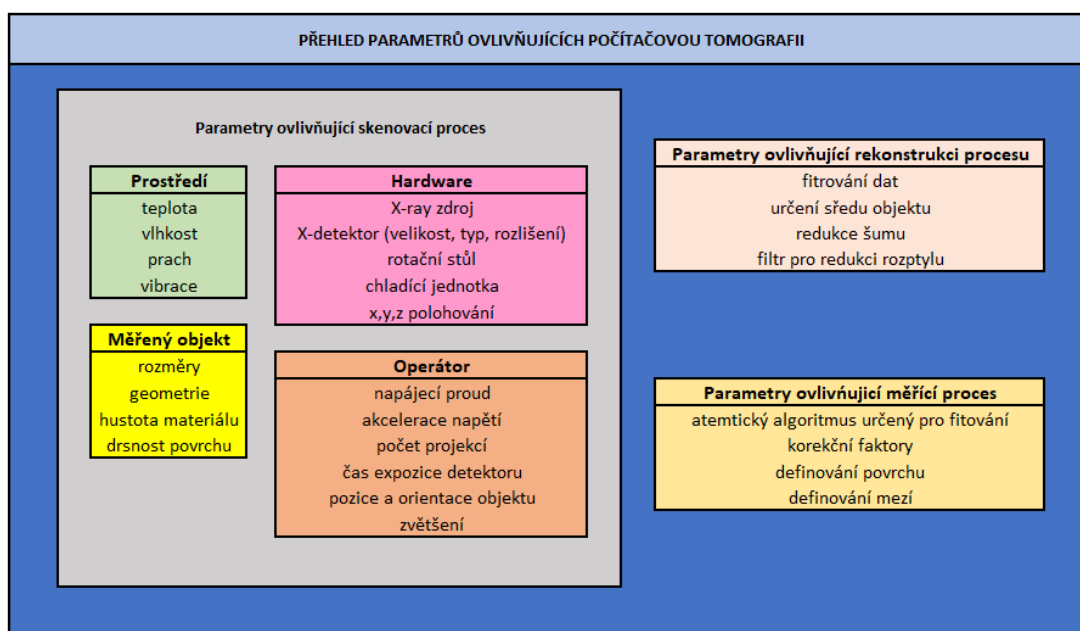 PŘEHLED PARAMETRŮ OVLIVŇUJÍCÍCH POČÍTAČOVOU TOMOGRAFII
Parametry ovlivňující skenovací proces
Prostředí
teplota
vlhkost
prach
vibrace
Hardware
X-ray zdroj
X-detektor (velikost, typ, rozlišení)
rotační stůl
chladící jednotka
x,y,z polohování
Měřený objekt
rozměry
geometrie
hustota materiálu
drsnost povrchu
Operátor
napájecí proud
akcelerace napětí
počet projekcí
čas expozice detektoru
pozice a orientace objektu
zvětšení
Parametry ovlivňující rekonstrukci procesu
fitrování dat
určení sředu objektu
redukce šumu
filtr pro redukci rozptylu
Parametry ovlivńujicí měřící proces
atemtický algoritmus určený pro fitování
korekční faktory
definování povrchu
definování mezí